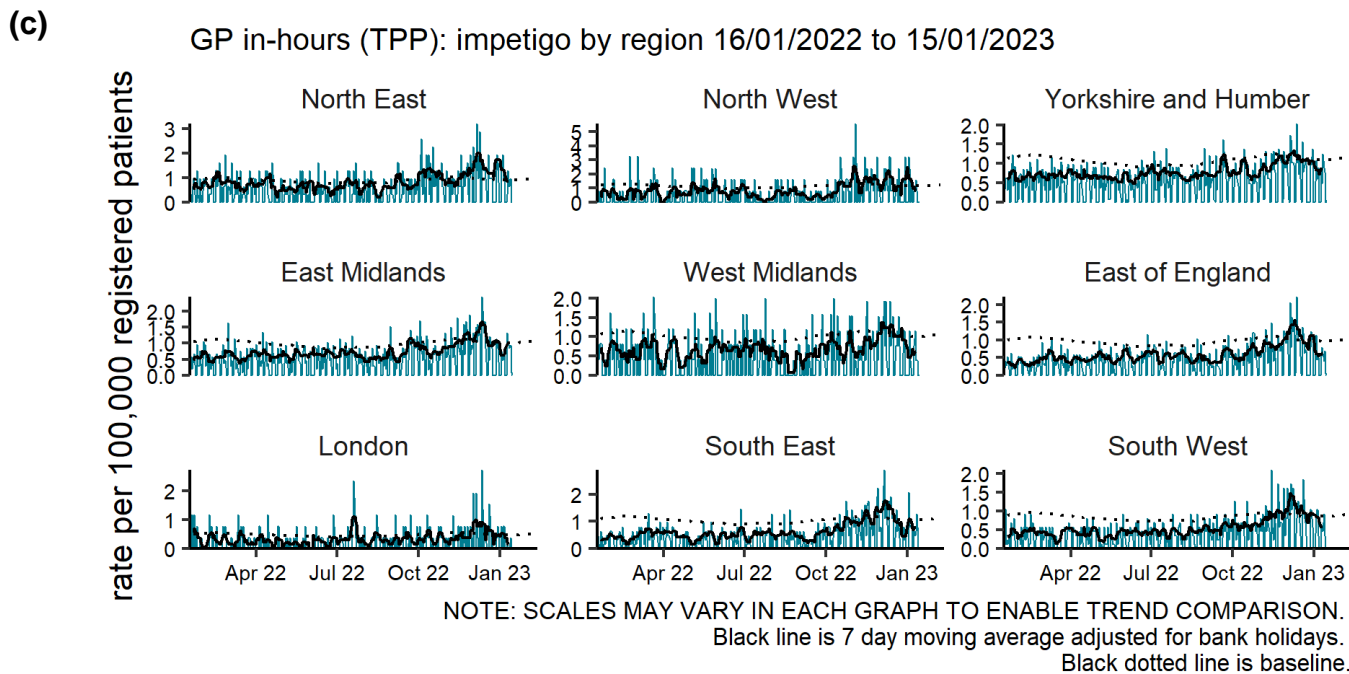 (c)
GP in-hours (TPP): impetigo by region 16/01/2022 to 15/01/2023
rate per 100,000 registered patients
North East
3
2
1
0
North West
5
4
3
2
1
0
Yorkshire and Humber
2.0
1.5
1.0
0.5
0.0
East Midlands
2.0
1.5
1.0
0.5
0.0
West Midlands
2.0
1.5
1.0
0.5
0.0
East of England
2.0
1.5
1.0
0.5
0.0
London
2
1
0
Apr 22 Jul 22 Oct 22 Jan 23
South East
2
1
0
Apr 22 Jul 22 Oct 22 Jan 23
South West
2.0
1.5
1.0
0.5
0.0
Apr 22 Jul 22 Oct 22 Jan 23
NOTE: SCALES MAY VARY IN EACH GRAPH TO ENABLE TREND COMPARISON.
Black line is 7 day moving average adjusted for bank holidays.
Black dotted line is baseline.